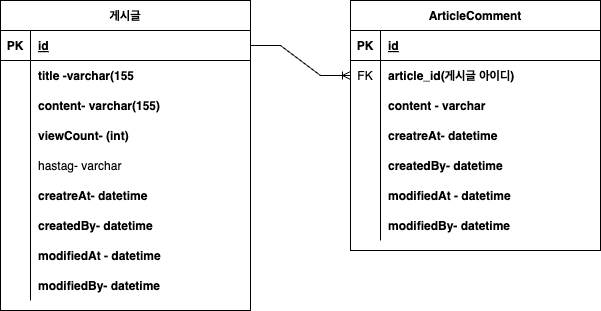 게시글
PK id
title -varchar(155
content- varchar(155)
viewCount- (int)
hastag- varchar
creatreAt- datetime
createdBy- datetime
modifiedAt - datetime
modifiedBy- datetime
ArticleComment
PK id
FK article_id(게시글 아이디)
content - varchar
creatreAt- datetime
createdBy- datetime
modifiedAt - datetime
modifiedBy- datetime